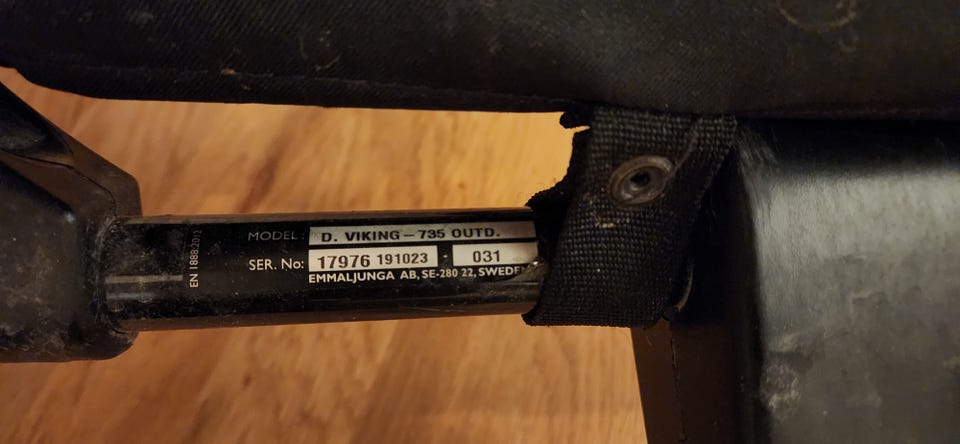 EN 1888:2012
MODEL: D. VIKING – 735 OUTD.
SER. No: 17976 191023 · 031
EMMALJUNGA AB, SE-280 22, SWEDEN